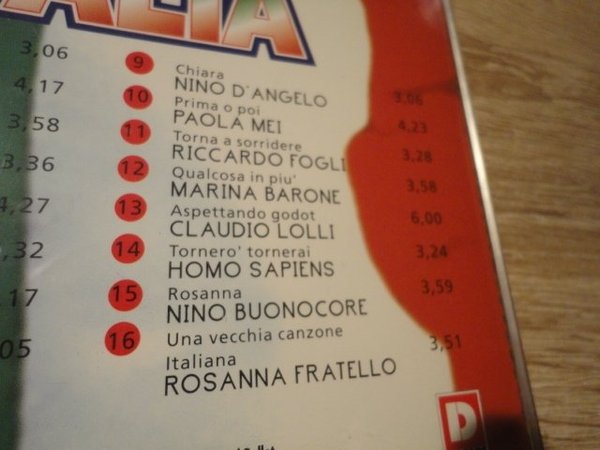 ALIA
3,06
4,17
3,58
3,36
4,27
,32
,17
05
9 Chiara
NINO D'ANGELO 3,06
10 Prima o poi
PAOLA MEI 4,23
11 Torna a sorridere
RICCARDO FOGLI 3,28
12 Qualcosa in piu'
MARINA BARONE 3,58
13 Aspettando godot
CLAUDIO LOLLI 6,00
14 Tornero' tornerai
HOMO SAPIENS 3,24
15 Rosanna
NINO BUONOCORE 3,59
16 Una vecchia canzone
Italiana 3,51
ROSANNA FRATELLO
D